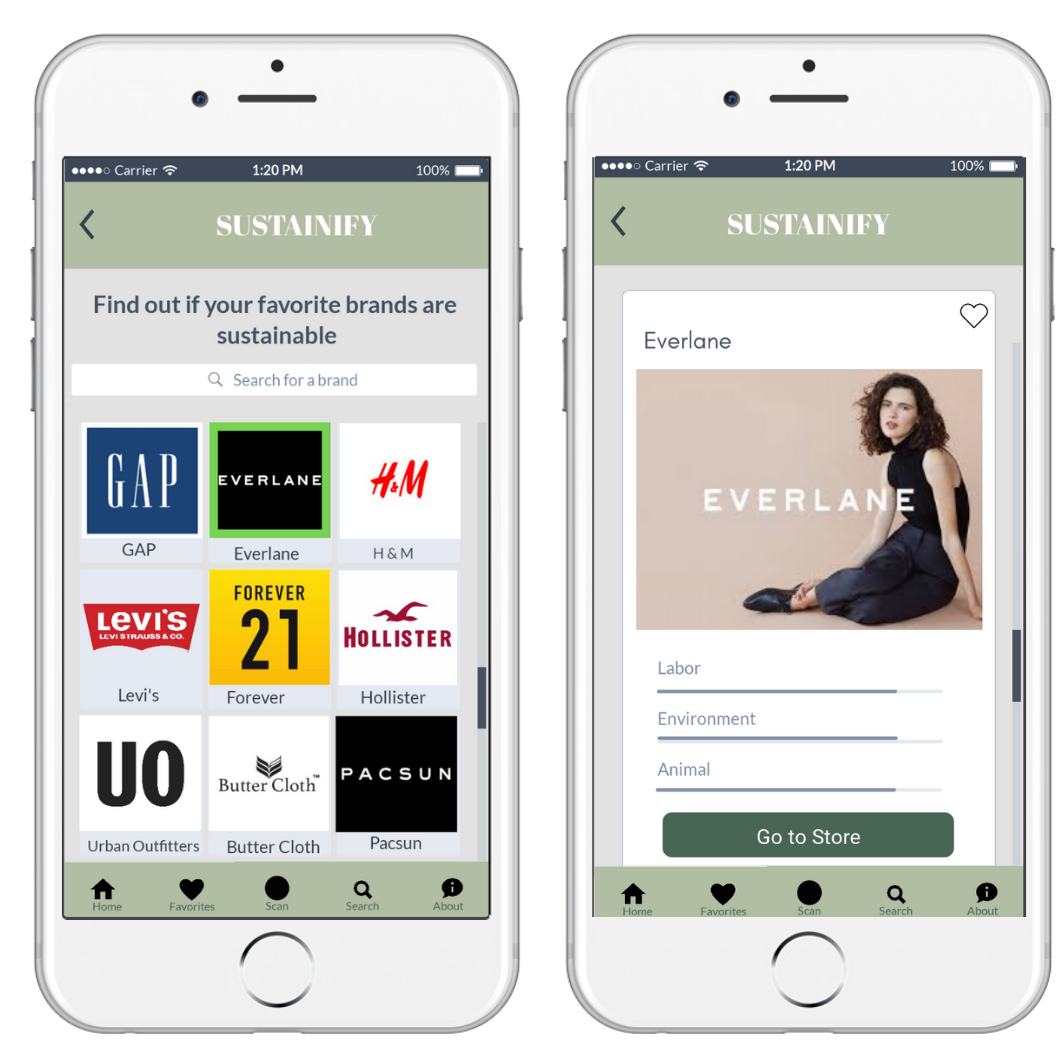 Carrier 1:20 PM 100%
SUSTAINIFY
Find out if your favorite brands are
sustainable
Search for a brand
GAP EVERLANE H&M
GAP Everlane H & M
LEVI'S
LEVI STRAUSS & CO.
FOREVER
21
HOLLISTER
Levi's Forever Hollister
UO Butter Cloth™ PACSUN
Urban Outfitters Butter Cloth Pacsun
Home Favorites Scan Search About
Carrier 1:20 PM 100%
SUSTAINIFY
Everlane
EVERLANE
Labor
Environment
Animal
Go to Store
Home Favorites Scan Search About